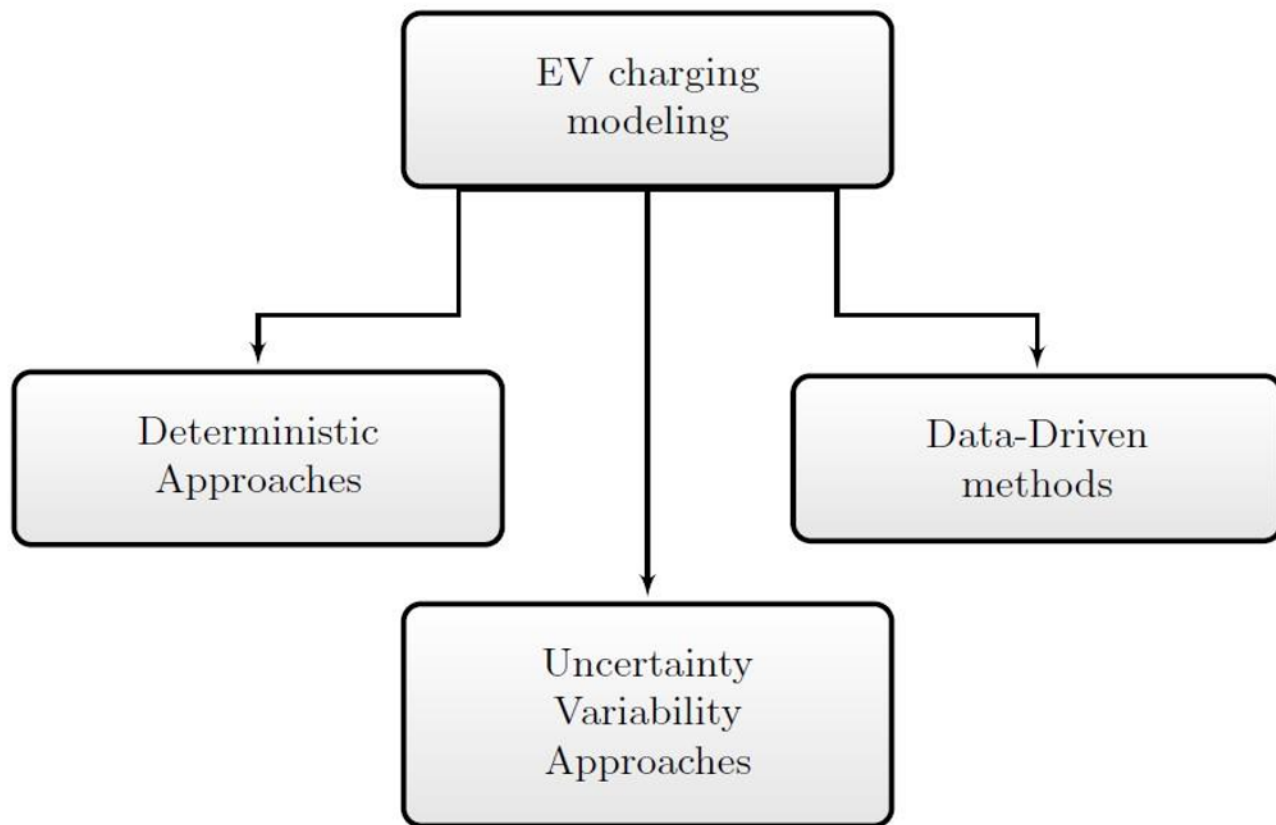 EV charging
modeling
Deterministic
Approaches
Data-Driven
methods
Uncertainty
Variability
Approaches